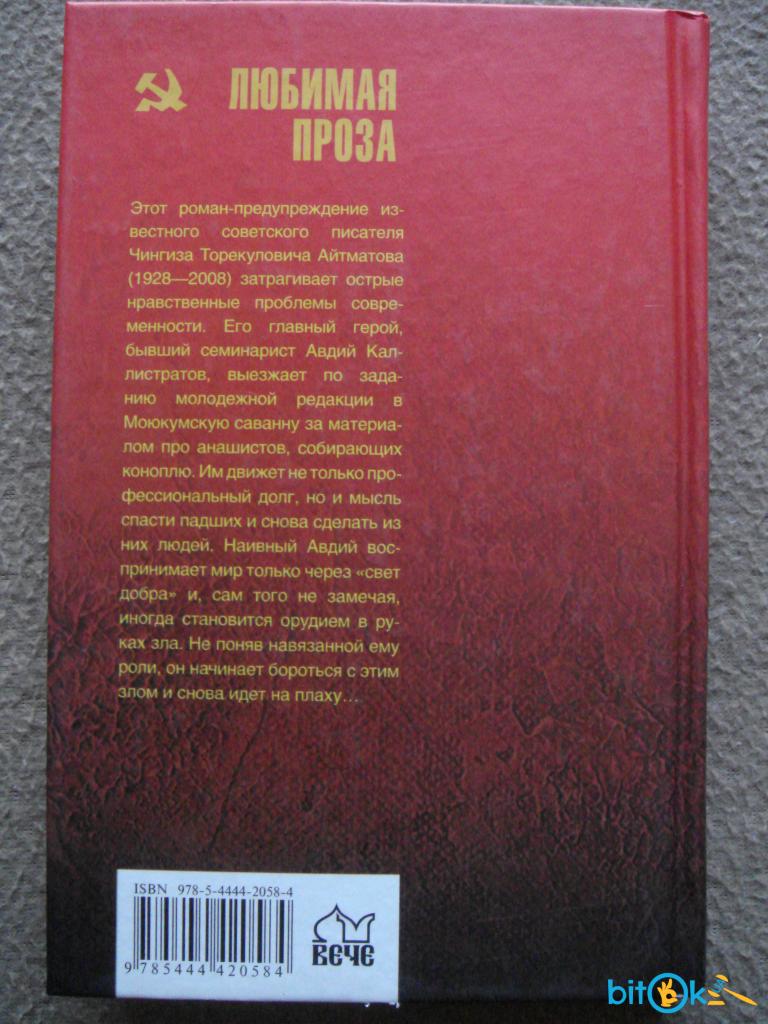 ЛЮБИМАЯ
ПРОЗА
Этот роман-предупреждение из-
вестного советского писателя
Чингиза Торекуловича Айтматова
(1928—2008) затрагивает острые
нравственные проблемы совре-
менности. Его главный герой,
бывший семинарист Авдий Кал-
листратов, выезжает по зада-
нию молодежной редакции в
Моюкумскую саванну за материа-
лом про анашистов, собирающих
коноплю. Им движет не только про-
фессиональный долг, но и мысль
спасти падших и снова сделать из
них людей. Наивный Авдий вос-
принимает мир только через «свет
добра» и, сам того не замечая,
иногда становится орудием в ру-
ках зла. Не поняв навязанной ему
роли, он начинает бороться с этим
злом и снова идет на плаху...
ISBN 978-5-4444-2058-4
9 785444 420584
ВЕЧЕ
bitok